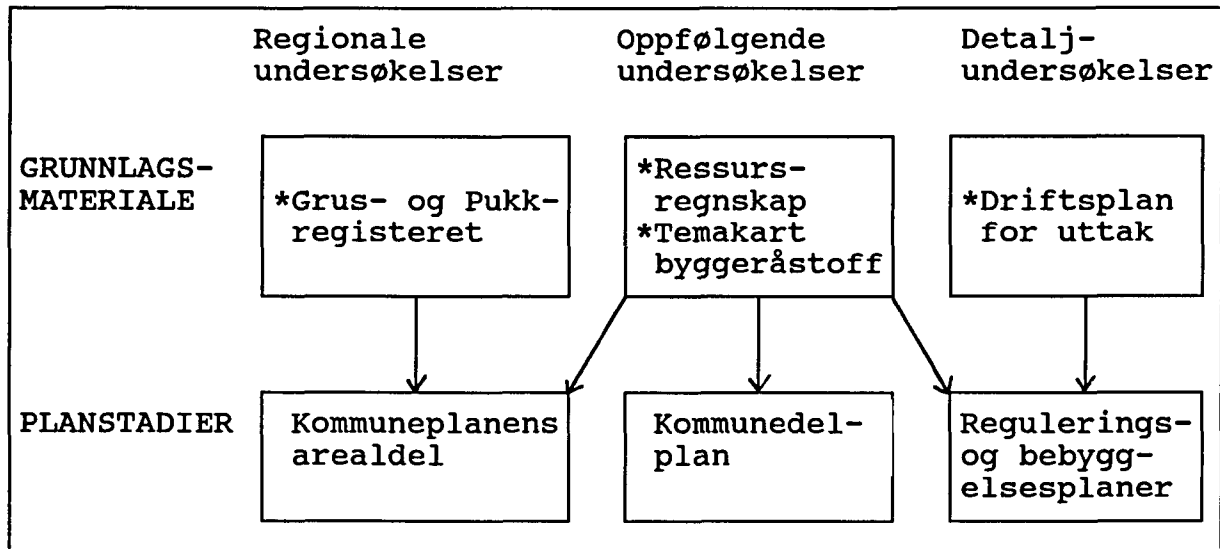 Regionale
undersøkelser
Oppfølgende
undersøkelser
Detalj-
undersøkelser
GRUNNLAGS-
MATERIALE
*Grus- og Pukk-
registeret
*Ressurs-
regnskap
*Temakart
byggeråstoff
*Driftsplan
for uttak
PLANSTADIER
Kommuneplanens
arealdel
Kommunedel-
plan
Regulerings-
og bebygg-
elsesplaner